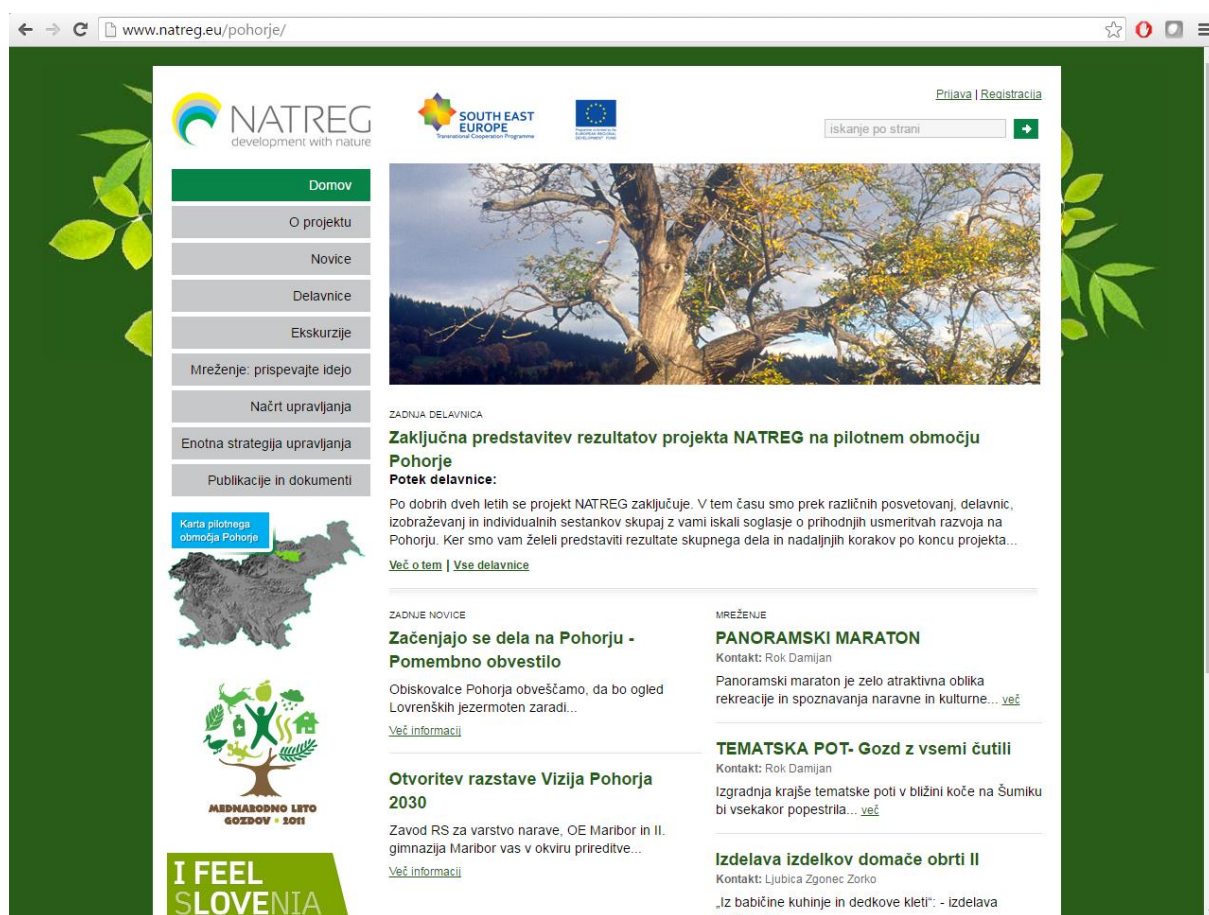 www.natreg.eu/pohorje/
NATREG
development with nature
SOUTH EAST
EUROPE
Transnational Cooperation Programme
Prijava | Registracija
iskanje po strani
Domov
O projektu
Novice
Delavnice
Ekskurzije
Mreženje: prispevajte idejo
Načrt upravljanja
Enotna strategija upravljanja
Publikacije in dokumenti
Karta pilotnega
območja Pohorje
MEDNARODNO LETO
GOZDOV • 2011
I FEEL
SLOVENIA
ZADNJA DELAVNICA
Zaključna predstavitev rezultatov projekta NATREG na pilotnem območju
Pohorje
Potek delavnice:
Po dobrih dveh letih se projekt NATREG zaključuje. V tem času smo prek različnih posvetovanj, delavnic,
izobraževanj in individualnih sestankov skupaj z vami iskali soglasje o prihodnjih usmeritvah razvoja na
Pohorju. Ker smo vam želeli predstaviti rezultate skupnega dela in nadaljnjih korakov po koncu projekta...
Več o tem | Vse delavnice
ZADNJE NOVICE
Začenjajo se dela na Pohorju -
Pomembno obvestilo
Obiskovalce Pohorja obveščamo, da bo ogled
Lovrenških jezermoten zaradi...
Več informacij
Otvoritev razstave Vizija Pohorja
2030
Zavod RS za varstvo narave, OE Maribor in II.
gimnazija Maribor vas v okviru prireditve...
Več informacij
MREŽENJE
PANORAMSKI MARATON
Kontakt: Rok Damijan
Panoramski maraton je zelo atraktivna oblika
rekreacije in spoznavanja naravne in kulturne... več
TEMATSKA POT- Gozd z vsemi čutili
Kontakt: Rok Damijan
Izgradnja krajše tematske poti v bližini koče na Šumiku
bi vsekakor popestrila... več
Izdelava izdelkov domače obrti II
Kontakt: Ljubica Zgonec Zorko
„Iz babičine kuhinje in dedkove kleti“: - izdelava